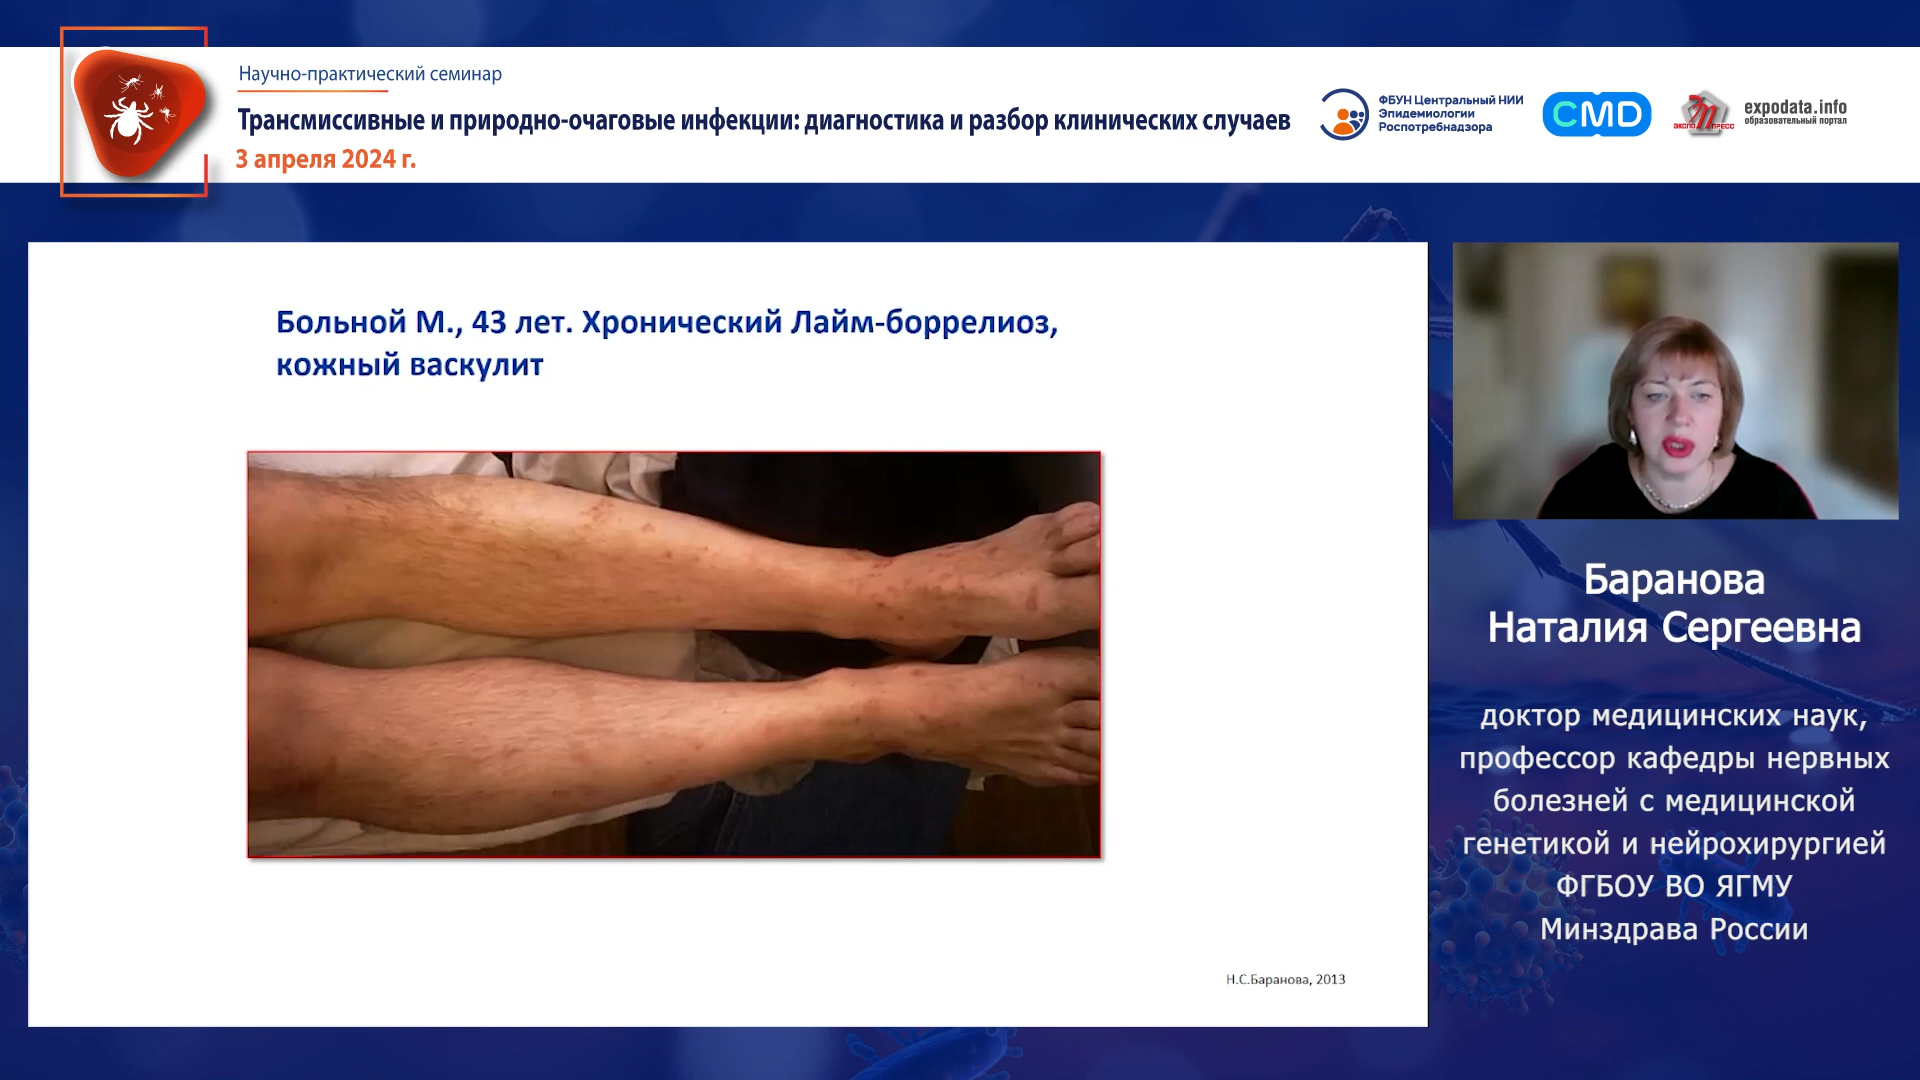 Научно-практический семинар
Трансмиссивные и природно-очаговые инфекции: диагностика и разбор клинических случаев
3 апреля 2024 г.
ФБУН Центральный НИИ
Эпидемиологии
Роспотребнадзора
CMD
ЭКСПО ПРЕСС
expodata.info
образовательный портал
Больной М., 43 лет. Хронический Лайм-боррелиоз,
кожный васкулит
Н.С.Баранова, 2013
Баранова
Наталия Сергеевна
доктор медицинских наук,
профессор кафедры нервных
болезней с медицинской
генетикой и нейрохирургией
ФГБОУ ВО ЯГМУ
Минздрава России